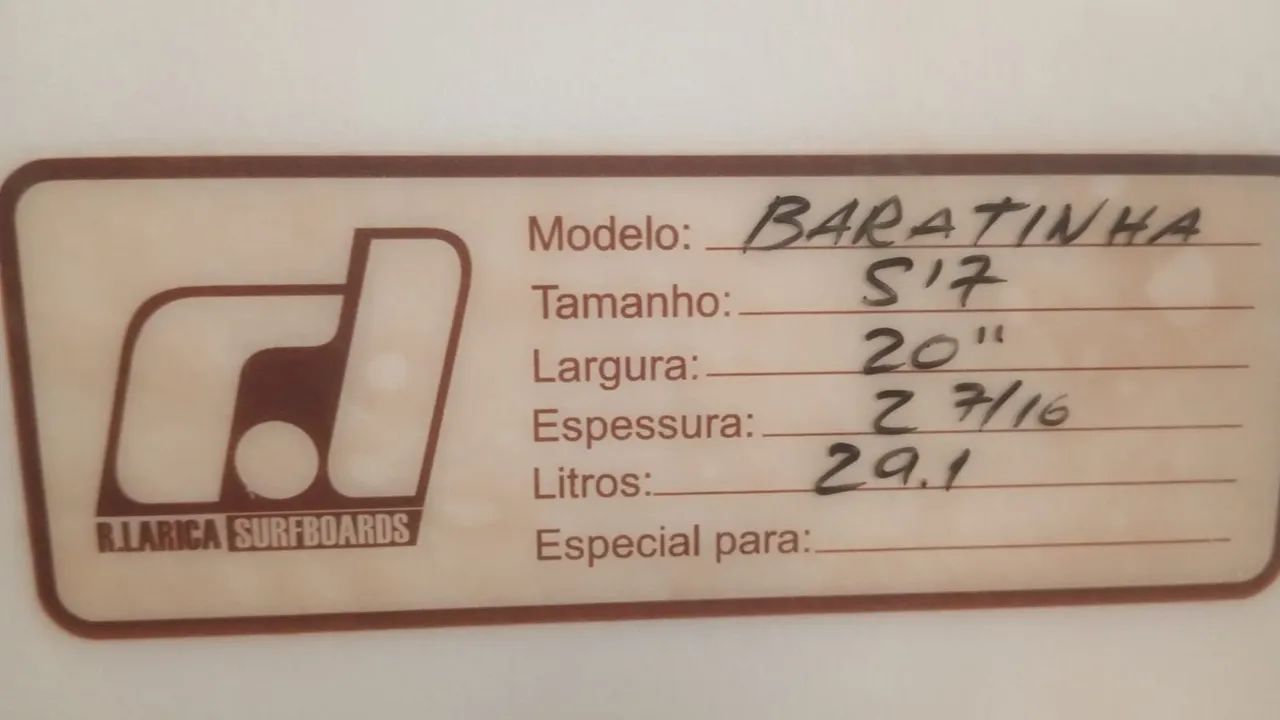 Modelo: BARATINHA
Tamanho: 5'7
Largura: 20"
Espessura: 2 7/16
Litros: 29.1
Especial para:
R.LARICA SURFBOARDS